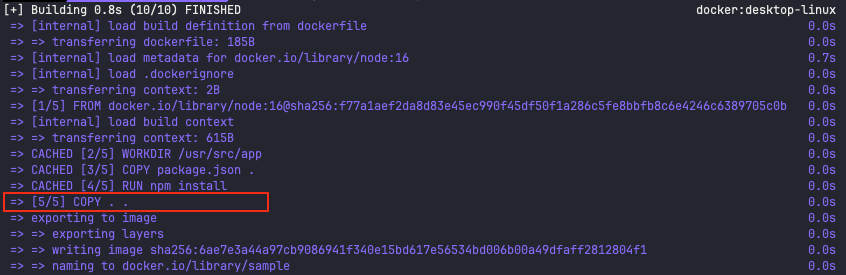 [+] Building 0.8s (10/10) FINISHED docker:desktop-linux
=> [internal] load build definition from dockerfile 0.0s
=> => transferring dockerfile: 185B 0.0s
=> [internal] load metadata for docker.io/library/node:16 0.7s
=> [internal] load .dockerignore 0.0s
=> => transferring context: 2B 0.0s
=> [1/5] FROM docker.io/library/node:16@sha256:f77a1aef2da8d83e45ec990f45df50f1a286c5fe8bbfb8c6e4246c6389705c0b 0.0s
=> [internal] load build context 0.0s
=> => transferring context: 615B 0.0s
=> CACHED [2/5] WORKDIR /usr/src/app 0.0s
=> CACHED [3/5] COPY package.json . 0.0s
=> CACHED [4/5] RUN npm install 0.0s
=> [5/5] COPY . . 0.0s
=> exporting to image 0.0s
=> => exporting layers 0.0s
=> => writing image sha256:6ae7e3a44a97cb9086941f340e15bd617e56534bd006b00a49dfaff2812804f1 0.0s
=> => naming to docker.io/library/sample 0.0s